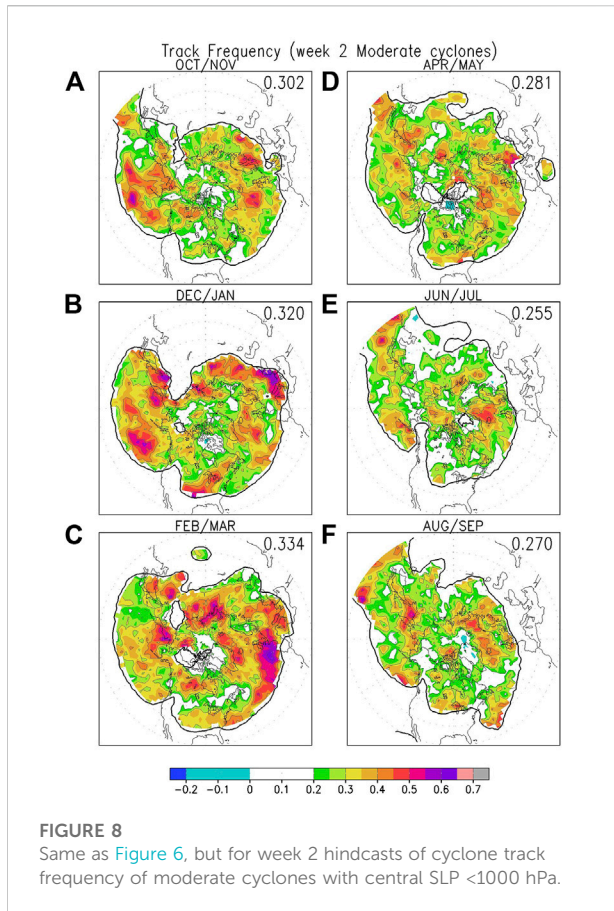 Track Frequency (week 2 Moderate cyclones)
OCT/NOV
A
0.302
APR/MAY
D
0.281
DEC/JAN
B
0.320
JUN/JUL
E
0.255
FEB/MAR
C
0.334
AUG/SEP
F
0.270
-0.2 -0.1 0 0.1 0.2 0.3 0.4 0.5 0.6 0.7
FIGURE 8
Same as Figure 6, but for week 2 hindcasts of cyclone track
frequency of moderate cyclones with central SLP <1000 hPa.